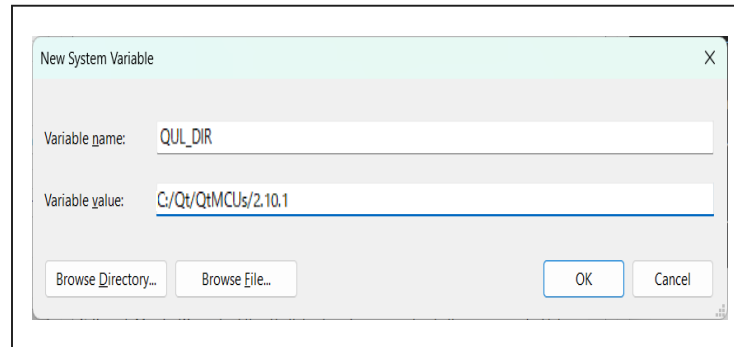 New System Variable X
Variable name: QUL_DIR
Variable value: C:/Qt/QtMCUs/2.10.1
Browse Directory... Browse File... OK Cancel